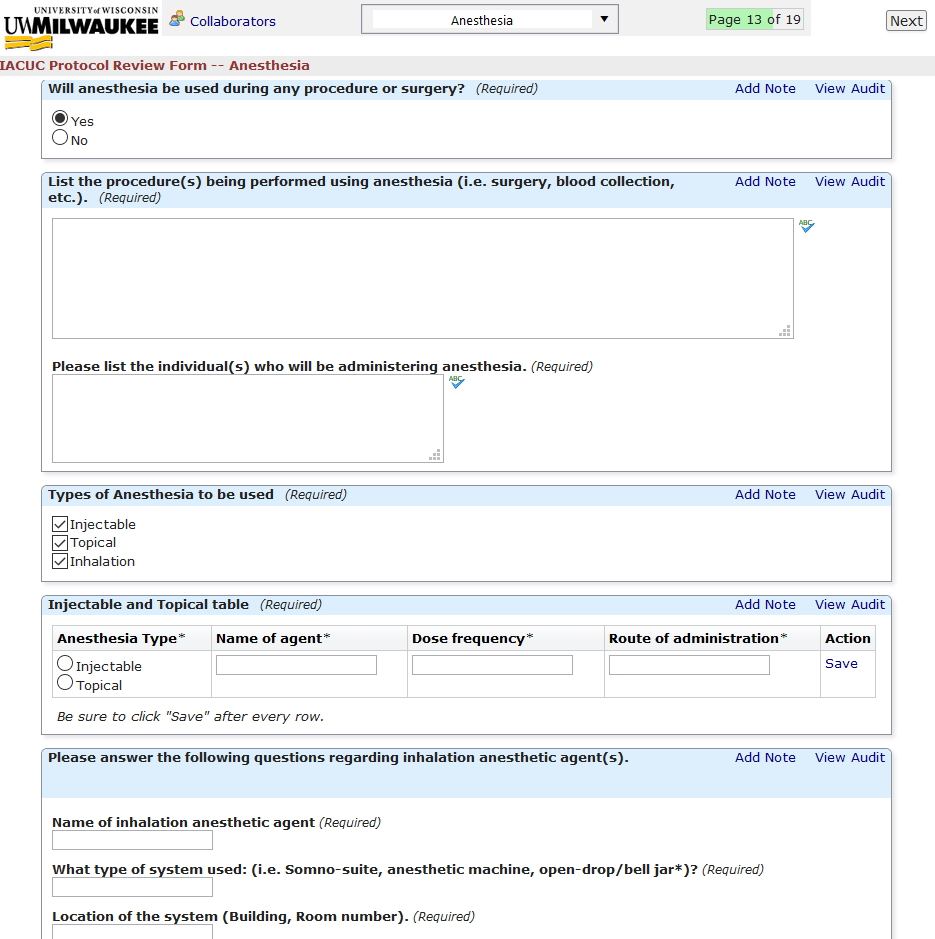 UNIVERSITY of WISCONSIN
UWMILWAUKEE
Collaborators
Anesthesia
Page 13 of 19
Next
IACUC Protocol Review Form -- Anesthesia
Will anesthesia be used during any procedure or surgery? (Required) Add Note View Audit
Yes
No
List the procedure(s) being performed using anesthesia (i.e. surgery, blood collection, Add Note View Audit
etc.). (Required)
ABC
Please list the individual(s) who will be administering anesthesia. (Required)
ABC
Types of Anesthesia to be used (Required) Add Note View Audit
Injectable
Topical
Inhalation
Injectable and Topical table (Required) Add Note View Audit
Anesthesia Type* Name of agent* Dose frequency* Route of administration* Action
Injectable Save
Topical
Be sure to click "Save" after every row.
Please answer the following questions regarding inhalation anesthetic agent(s). Add Note View Audit
Name of inhalation anesthetic agent (Required)
What type of system used: (i.e. Somno-suite, anesthetic machine, open-drop/bell jar*)? (Required)
Location of the system (Building, Room number). (Required)